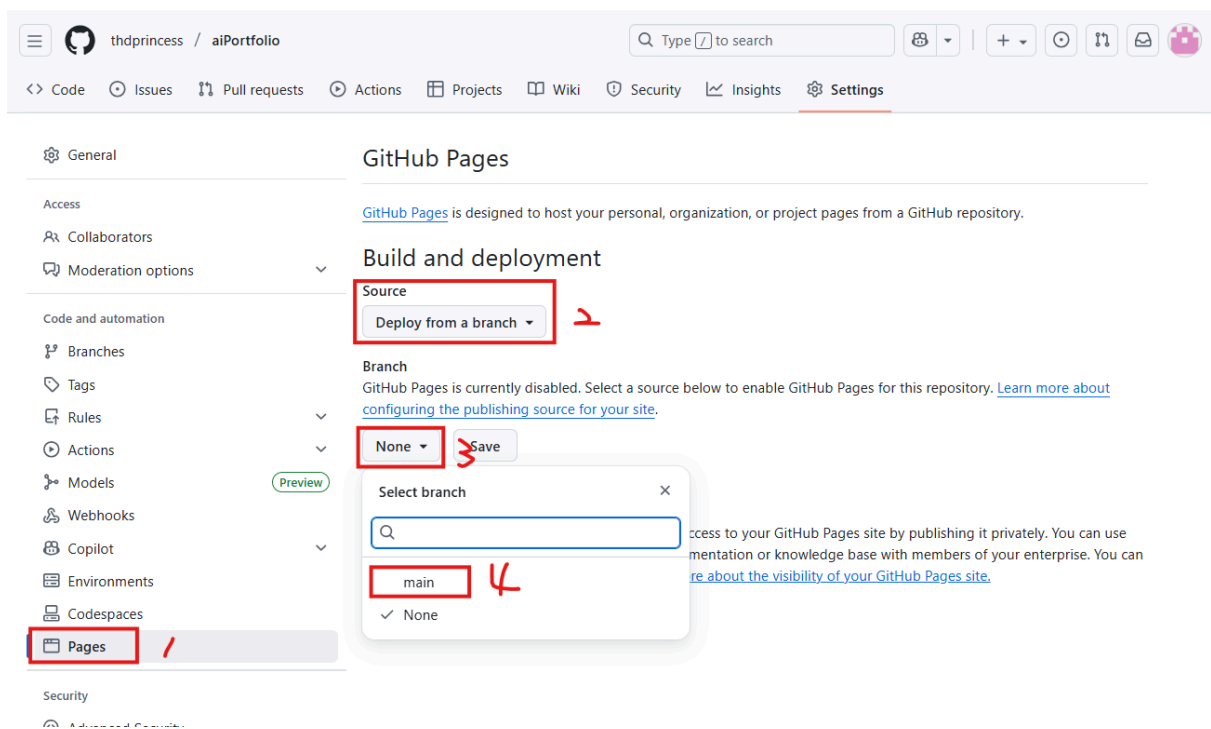 thdprincess / aiPortfolio
Type / to search
Code
Issues
Pull requests
Actions
Projects
Wiki
Security
Insights
Settings
General
Access
Collaborators
Moderation options
Code and automation
Branches
Tags
Rules
Actions
Models Preview
Webhooks
Copilot
Environments
Codespaces
Pages 1
Security
Advanced Security
GitHub Pages
GitHub Pages is designed to host your personal, organization, or project pages from a GitHub repository.
Build and deployment
Source
Deploy from a branch 2
Branch
GitHub Pages is currently disabled. Select a source below to enable GitHub Pages for this repository. Learn more about
configuring the publishing source for your site.
None 3 Save
Select branch
main 4
None
ccess to your GitHub Pages site by publishing it privately. You can use
mentation or knowledge base with members of your enterprise. You can
re about the visibility of your GitHub Pages site.